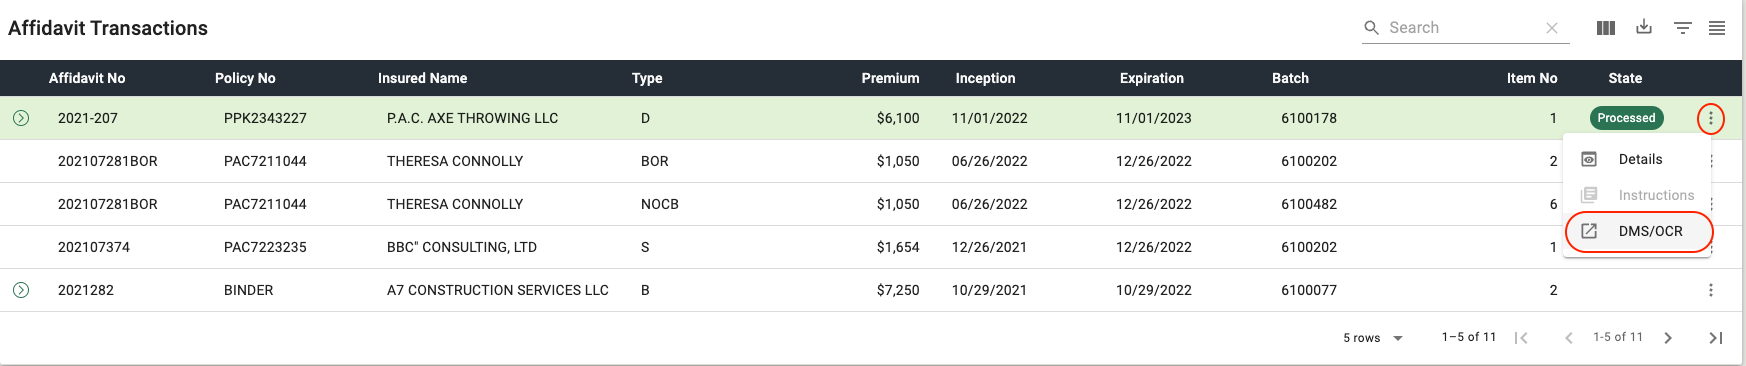 Affidavit Transactions
Search
Affidavit No Policy No Insured Name Type Premium Inception Expiration Batch Item No State
2021-207 PPK2343227 P.A.C. AXE THROWING LLC D $6,100 11/01/2022 11/01/2023 6100178 1 Processed
202107281BOR PAC7211044 THERESA CONNOLLY BOR $1,050 06/26/2022 12/26/2022 6100202 2
Details
Instructions
202107281BOR PAC7211044 THERESA CONNOLLY NOCB $1,050 06/26/2022 12/26/2022 6100482 6
DMS/OCR
202107374 PAC7223235 BBC" CONSULTING, LTD S $1,654 12/26/2021 12/26/2022 6100202 1
2021282 BINDER A7 CONSTRUCTION SERVICES LLC B $7,250 10/29/2021 10/29/2022 6100077 2
5 rows 1–5 of 11 1-5 of 11